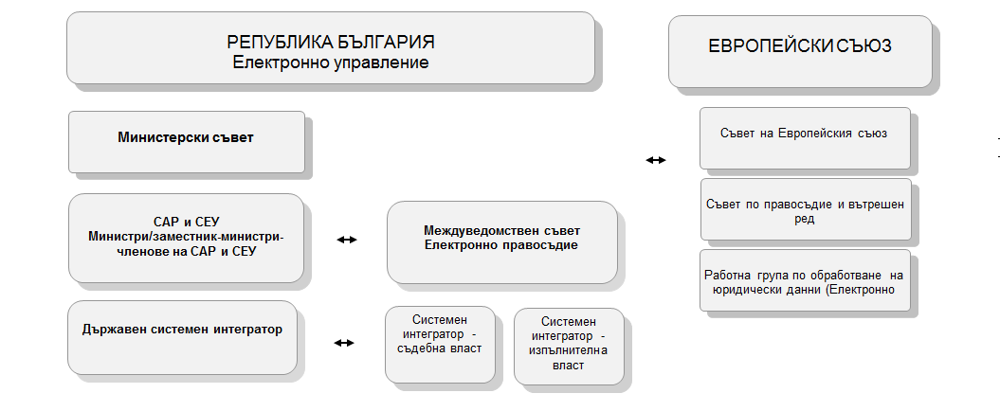 РЕПУБЛИКА БЪЛГАРИЯ
Електронно управление
ЕВРОПЕЙСКИ СЪЮЗ
Министерски съвет
Съвет на Европейския съюз
САР и СЕУ
Министри/заместник-министри-
членове на САР и СЕУ
Междуведомствен съвет
Електронно правосъдие
Съвет по правосъдие и вътрешен
ред
Работна група по обработване на
юридически данни (Електронно
Държавен системен интегратор
Системен
интегратор -
съдебна власт
Системен
интегратор -
изпълнителна
власт